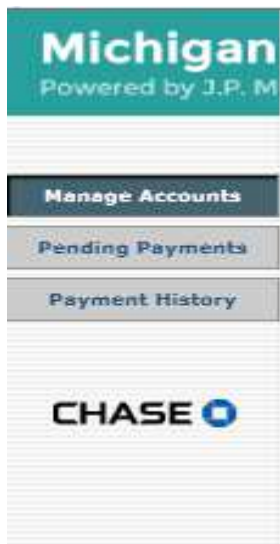 Michigan
Powered by J.P. M
Manage Accounts
Pending Payments
Payment History
CHASE